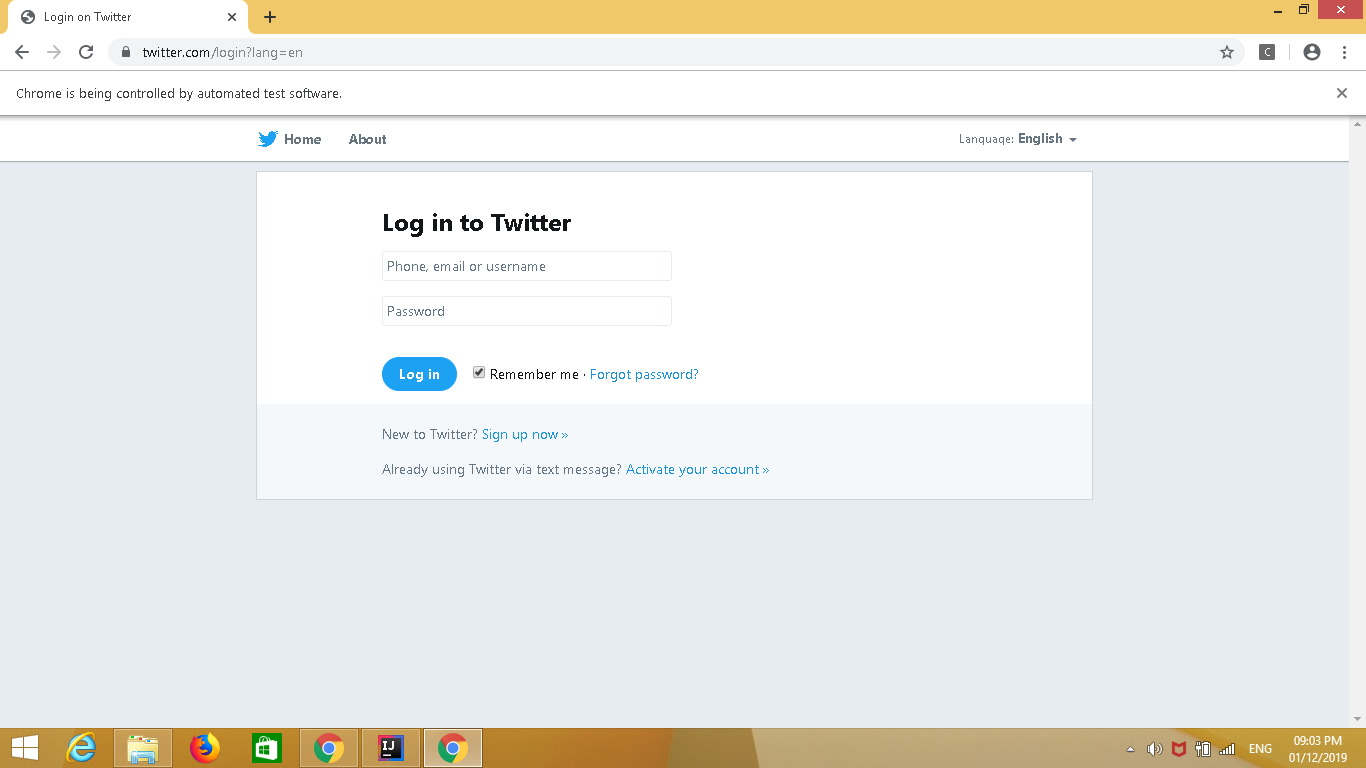 Login on Twitter
twitter.com/login?lang=en
C
Chrome is being controlled by automated test software.
Home About Language: English
Log in to Twitter
Phone, email or username
Password
Log in Remember me · Forgot password?
New to Twitter? Sign up now »
Already using Twitter via text message? Activate your account »
IJ
ENG
09:03 PM
01/12/2019